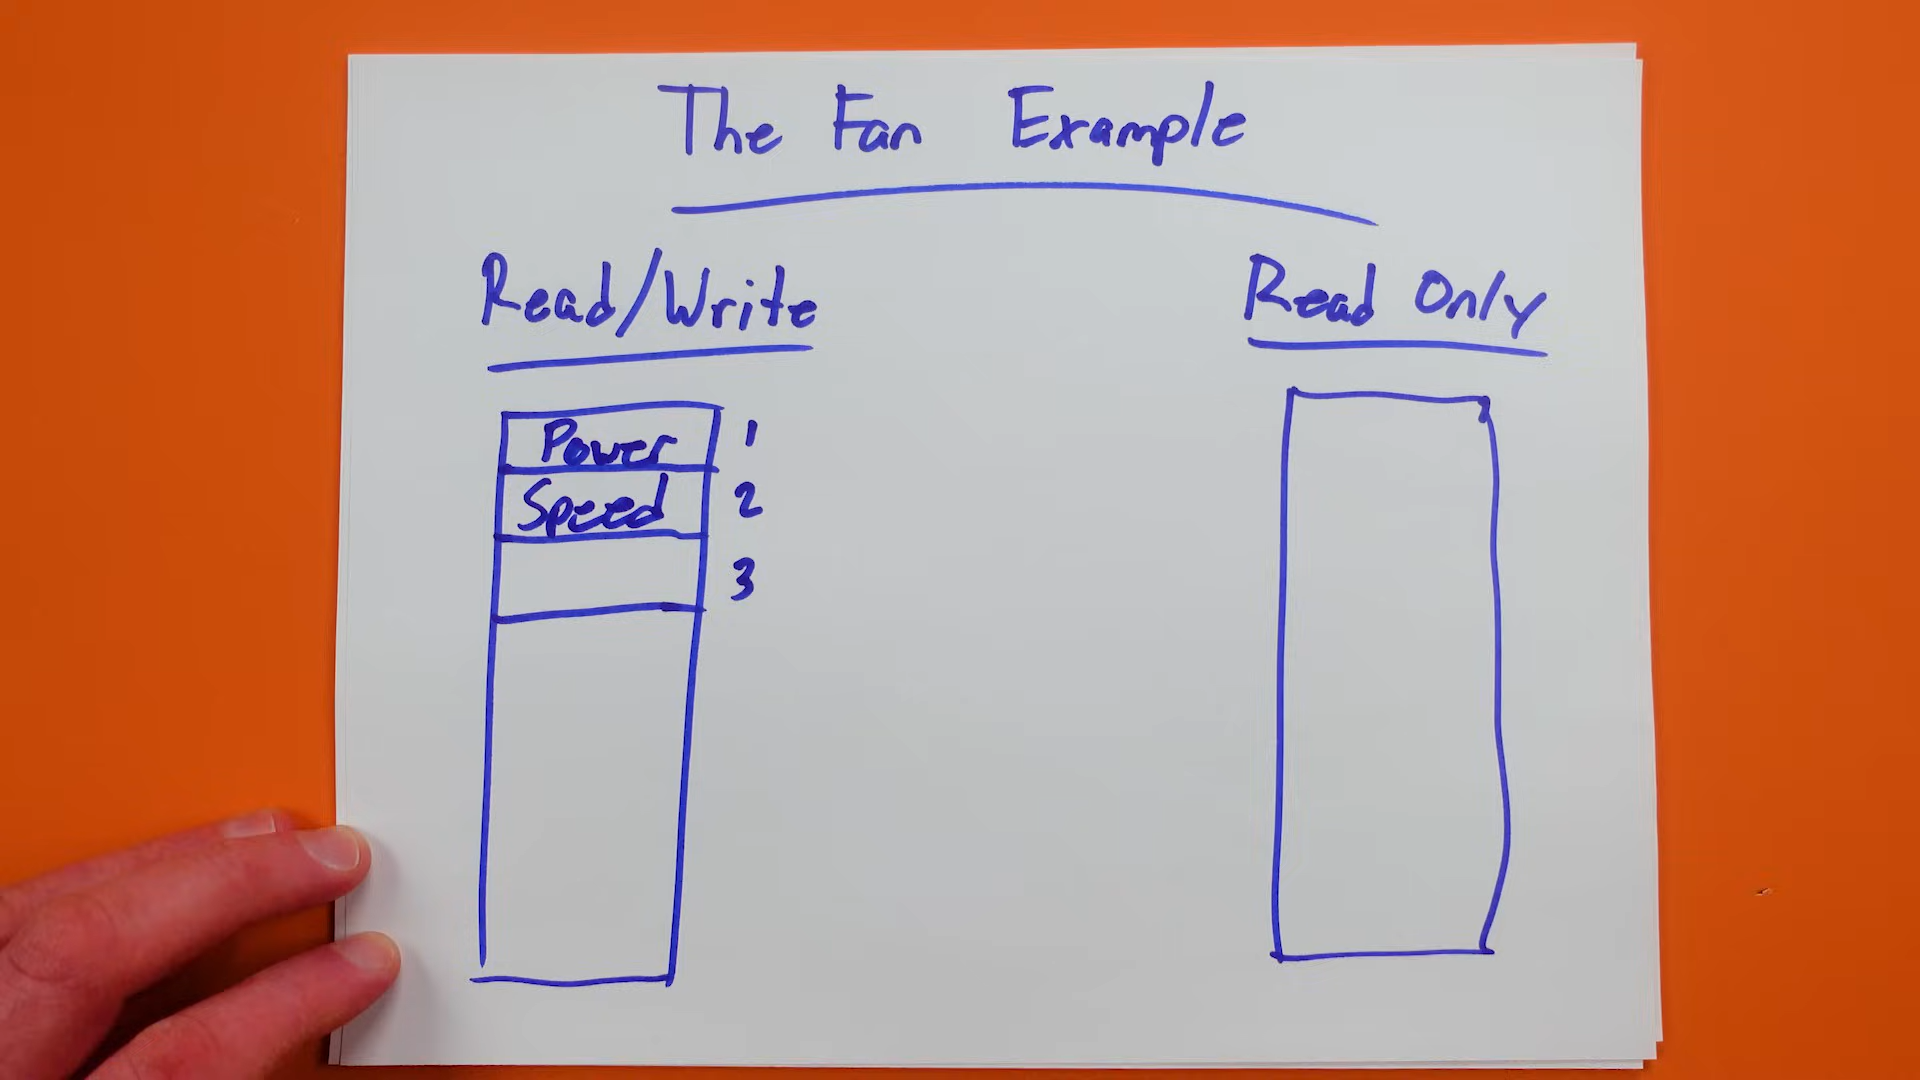 The Fan Example
Read/Write
Read Only
Power 1
Speed 2
3